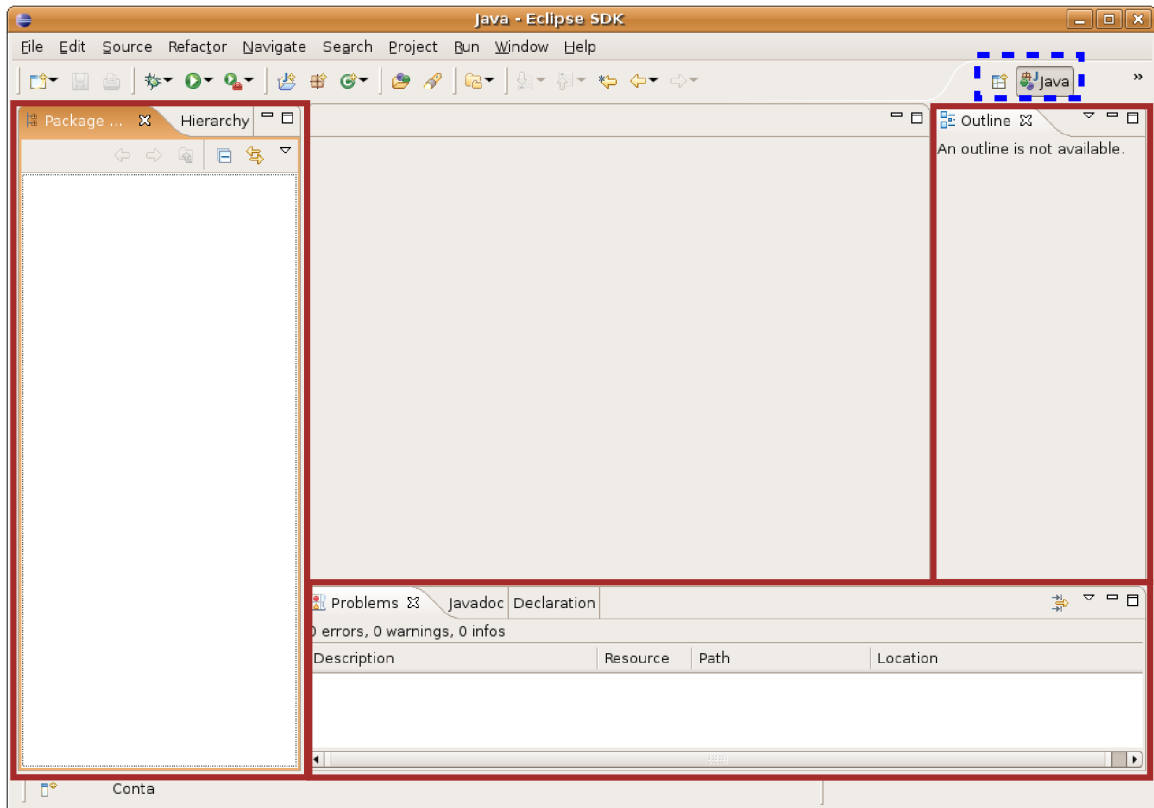 Java - Eclipse SDK
File Edit Source Refactor Navigate Search Project Run Window Help
Java »
Package ... Hierarchy
Outline
An outline is not available.
Problems Javadoc Declaration
0 errors, 0 warnings, 0 infos
Description Resource Path Location
Conta